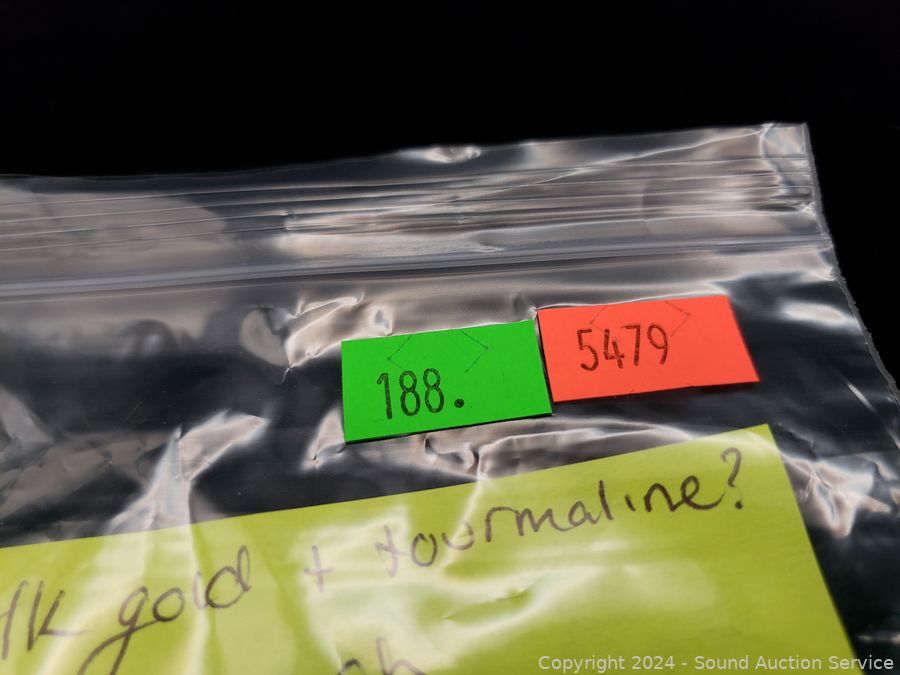 188.
5479
gold + tourmaline?
Copyright 2024 - Sound Auction Service